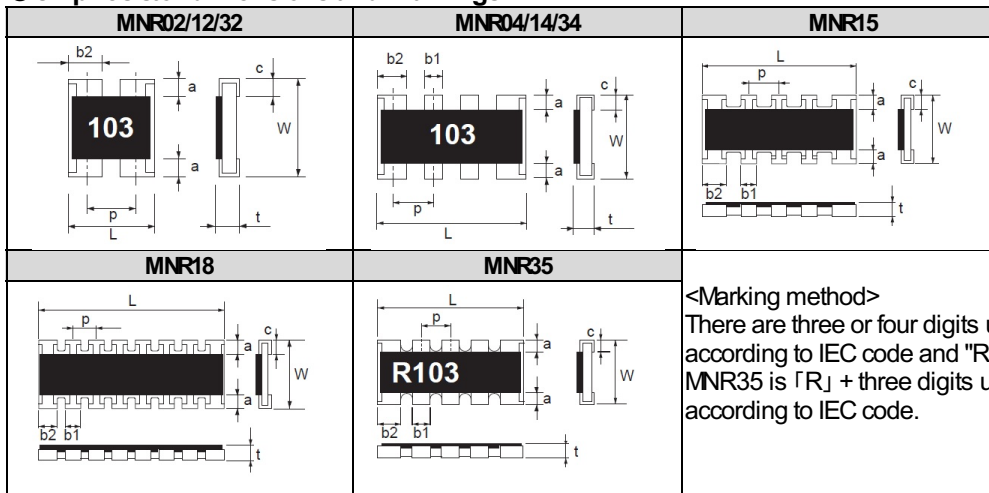 MNR02/12/32
MNR04/14/34
MNR15
b2
c
a
103
W
a
p
L
t
b2
b1
c
a
103
W
a
p
L
t
L
p
c
a
W
a
b2
b1
t
MNR18
MNR35
L
p
c
a
W
a
b2
b1
t
L
p
c
a
R103
W
a
b2
b1
t
<Marking method>
There are three or four digits
according to IEC code and "R
MNR35 is「R」+ three digits
according to IEC code.